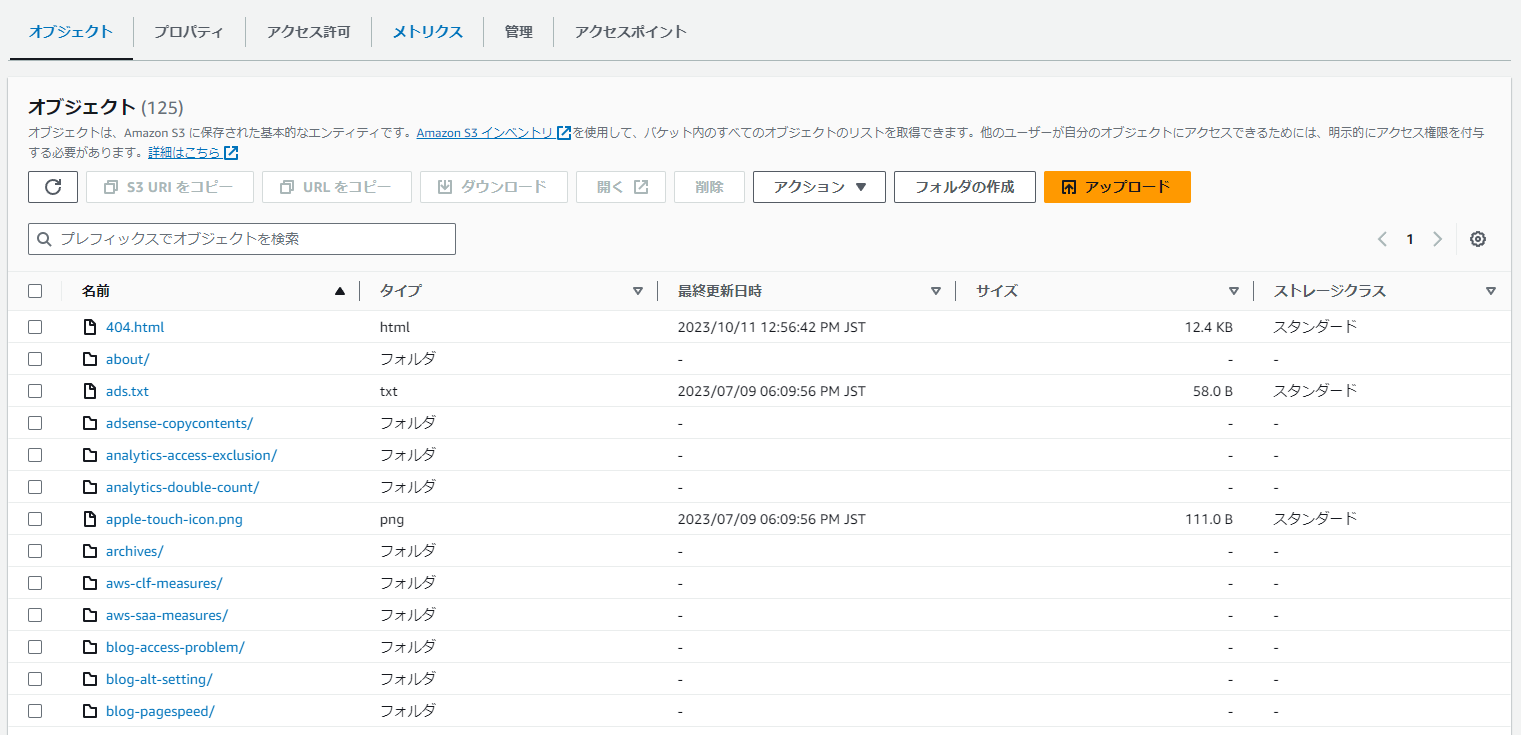 オブジェクト プロパティ アクセス許可 メトリクス 管理 アクセスポイント
オブジェクト (125)
オブジェクトは、Amazon S3 に保存された基本的なエンティティです。Amazon S3 インベントリ を使用して、バケット内のすべてのオブジェクトのリストを取得できます。他のユーザーが自分のオブジェクトにアクセスできるためには、明示的にアクセス権限を付与
する必要があります。詳細はこちら
S3 URI をコピー URL をコピー ダウンロード 開く 削除 アクション フォルダの作成 アップロード
プレフィックスでオブジェクトを検索 1
名前 タイプ 最終更新日時 サイズ ストレージクラス
404.html html 2023/10/11 12:56:42 PM JST 12.4 KB スタンダード
about/ フォルダ - - -
ads.txt txt 2023/07/09 06:09:56 PM JST 58.0 B スタンダード
adsense-copycontents/ フォルダ - - -
analytics-access-exclusion/ フォルダ - - -
analytics-double-count/ フォルダ - - -
apple-touch-icon.png png 2023/07/09 06:09:56 PM JST 111.0 B スタンダード
archives/ フォルダ - - -
aws-clf-measures/ フォルダ - - -
aws-saa-measures/ フォルダ - - -
blog-access-problem/ フォルダ - - -
blog-alt-setting/ フォルダ - - -
blog-pagespeed/ フォルダ - - -